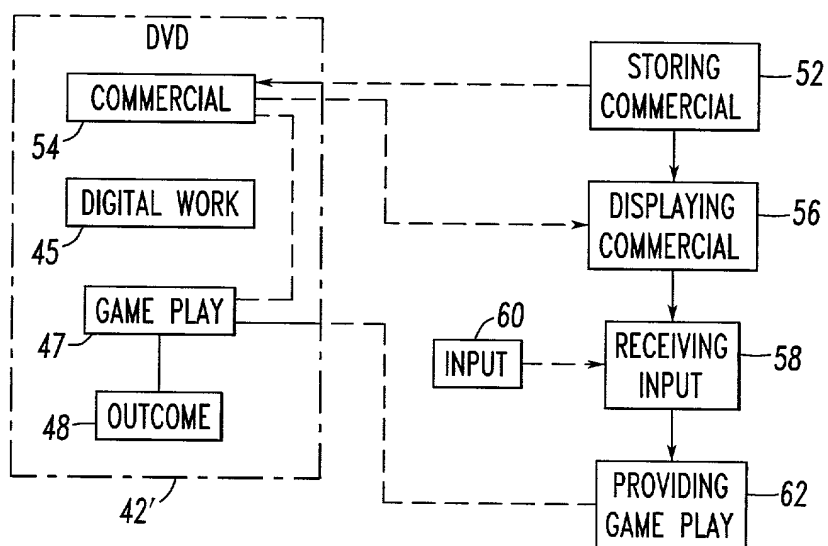 DVD
COMMERCIAL
54
DIGITAL WORK
45
GAME PLAY
47
OUTCOME
48
42'
STORING
COMMERCIAL
52
DISPLAYING
COMMERCIAL
56
60
INPUT
RECEIVING
INPUT
58
PROVIDING
GAME PLAY
62